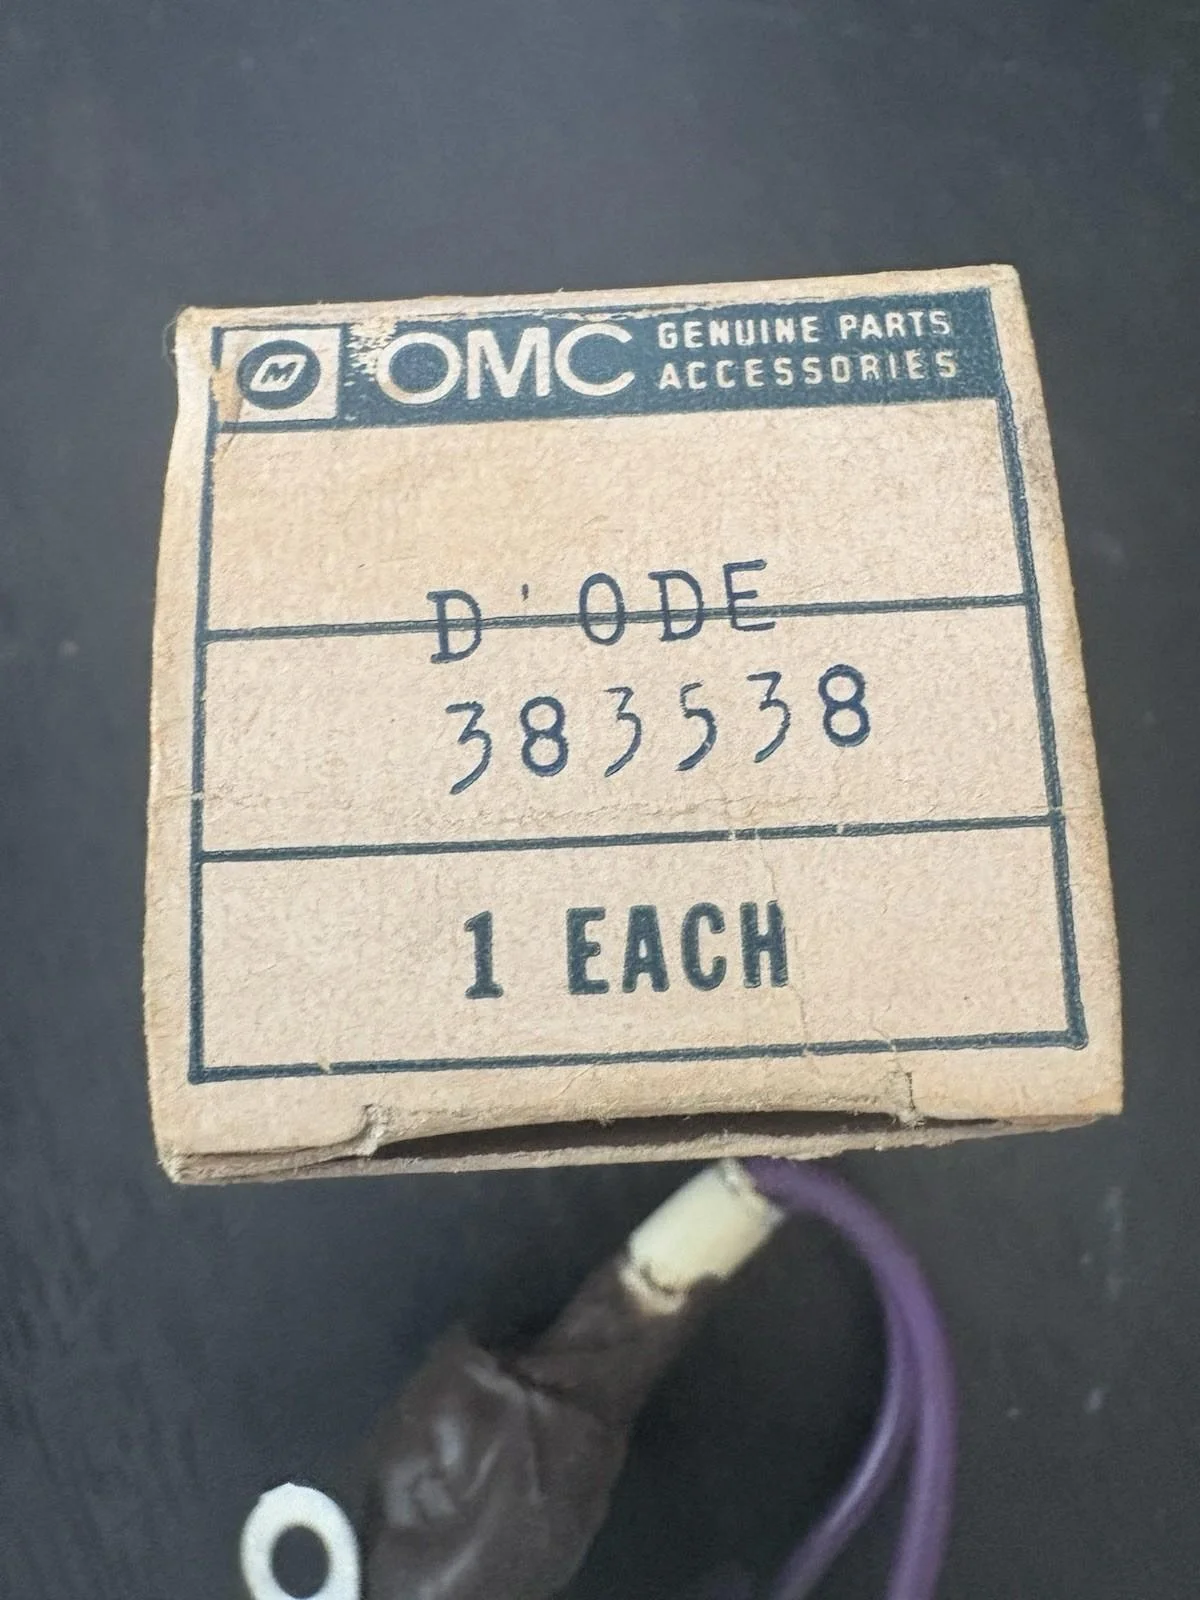 M OMC GENUINE PARTS
ACCESSORIES
D'ODE
383538
1 EACH